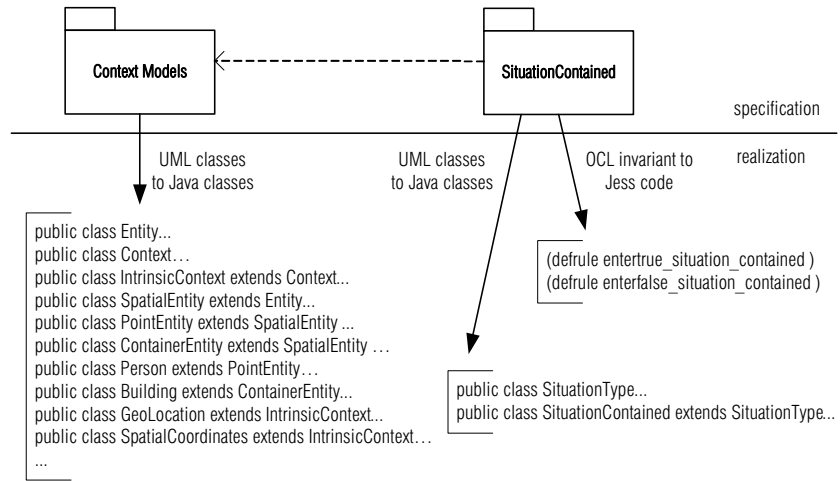 Context Models
SituationContained
specification
realization
UML classes
to Java classes
UML classes
to Java classes
OCL invariant to
Jess code
public class Entity...
public class Context...
public class IntrinsicContext extends Context...
public class SpatialEntity extends Entity...
public class PointEntity extends SpatialEntity ...
public class ContainerEntity extends SpatialEntity ...
public class Person extends PointEntity...
public class Building extends ContainerEntity...
public class GeoLocation extends IntrinsicContext...
public class SpatialCoordinates extends IntrinsicContext...
...
(defrule entertrue_situation_contained )
(defrule enterfalse_situation_contained )
public class SituationType...
public class SituationContained extends SituationType...